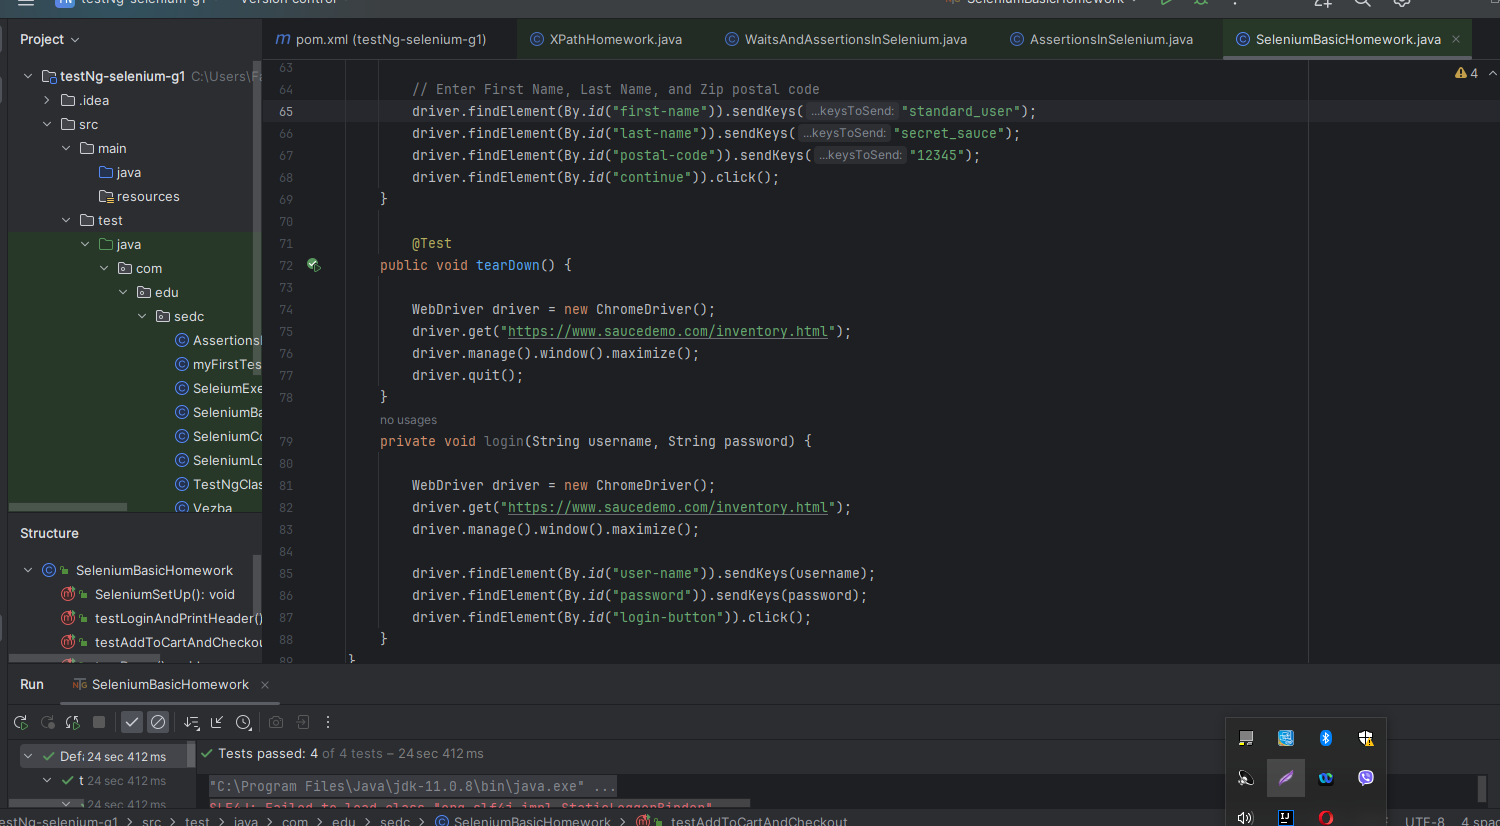 testNg-selenium-g1
Version control
SeleniumBasicHomework
Project
pom.xml (testNg-selenium-g1)
XPathHomework.java
WaitsAndAssertionsInSelenium.java
AssertionsInSelenium.java
SeleniumBasicHomework.java
testNg-selenium-g1 C:\Users\Fa
.idea
src
main
java
resources
test
java
com
edu
sedc
AssertionsI
myFirstTes
SeleiumExe
SeleniumBa
SeleniumCo
SeleniumLo
TestNgClas
Vezba
4
63
64 // Enter First Name, Last Name, and Zip postal code
65 driver.findElement(By.id("first-name")).sendKeys( ...keysToSend: "standard_user");
66 driver.findElement(By.id("last-name")).sendKeys( ...keysToSend: "secret_sauce");
67 driver.findElement(By.id("postal-code")).sendKeys( ...keysToSend: "12345");
68 driver.findElement(By.id("continue")).click();
69 }
70
71 @Test
72 public void tearDown() {
73
74 WebDriver driver = new ChromeDriver();
75 driver.get("https://www.saucedemo.com/inventory.html");
76 driver.manage().window().maximize();
77 driver.quit();
78 }
no usages
79 private void login(String username, String password) {
80
81 WebDriver driver = new ChromeDriver();
82 driver.get("https://www.saucedemo.com/inventory.html");
83 driver.manage().window().maximize();
84
85 driver.findElement(By.id("user-name")).sendKeys(username);
86 driver.findElement(By.id("password")).sendKeys(password);
87 driver.findElement(By.id("login-button")).click();
88 }
89 }
Structure
SeleniumBasicHomework
SeleniumSetUp(): void
testLoginAndPrintHeader()
testAddToCartAndCheckou
Run
SeleniumBasicHomework
Def 24 sec 412 ms
t 24 sec 412 ms
24 sec 412 ms
Tests passed: 4 of 4 tests – 24 sec 412 ms
"C:\Program Files\Java\jdk-11.0.8\bin\java.exe" ...
SLF4J: Failed to load class "org.slf4j.impl.StaticLoggerBinder".
testNg-selenium-g1 > src > test > java > com > edu > sedc > SeleniumBasicHomework > testAddToCartAndCheckout
UTF-8 4 spac